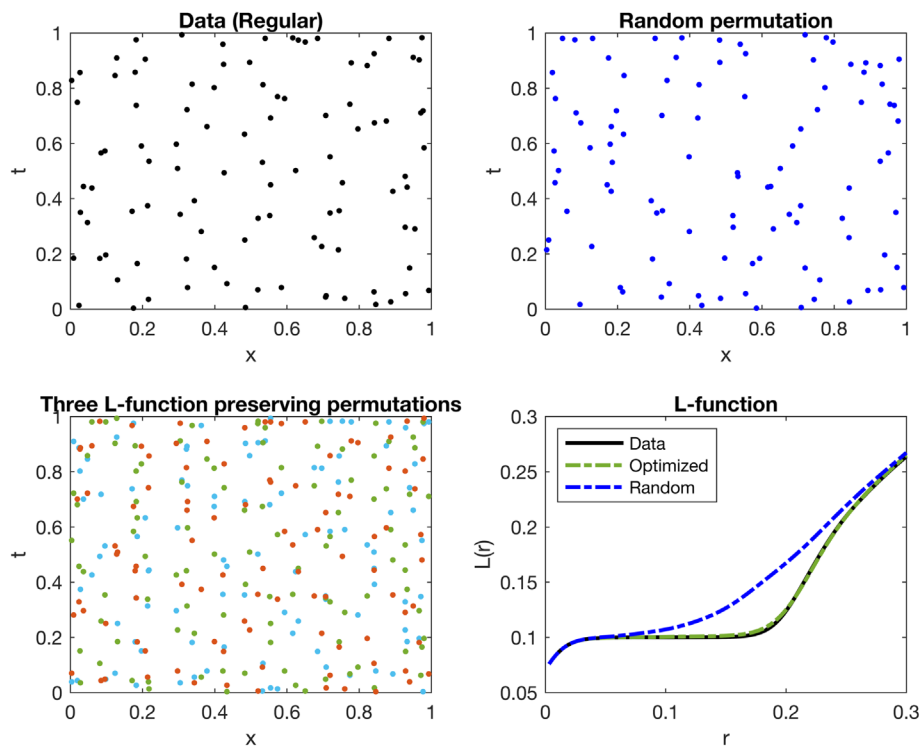 Data (Regular)
1
0.8
0.6
0.4
0.2
0
t
0 0.2 0.4 0.6 0.8 1
x
Random permutation
1
0.8
0.6
0.4
0.2
0
t
0 0.2 0.4 0.6 0.8 1
x
Three L-function preserving permutations
1
0.8
0.6
0.4
0.2
0
t
0 0.2 0.4 0.6 0.8 1
x
L-function
0.3
0.25
0.2
0.15
0.1
0.05
L(r)
Data
Optimized
Random
0 0.1 0.2 0.3
r